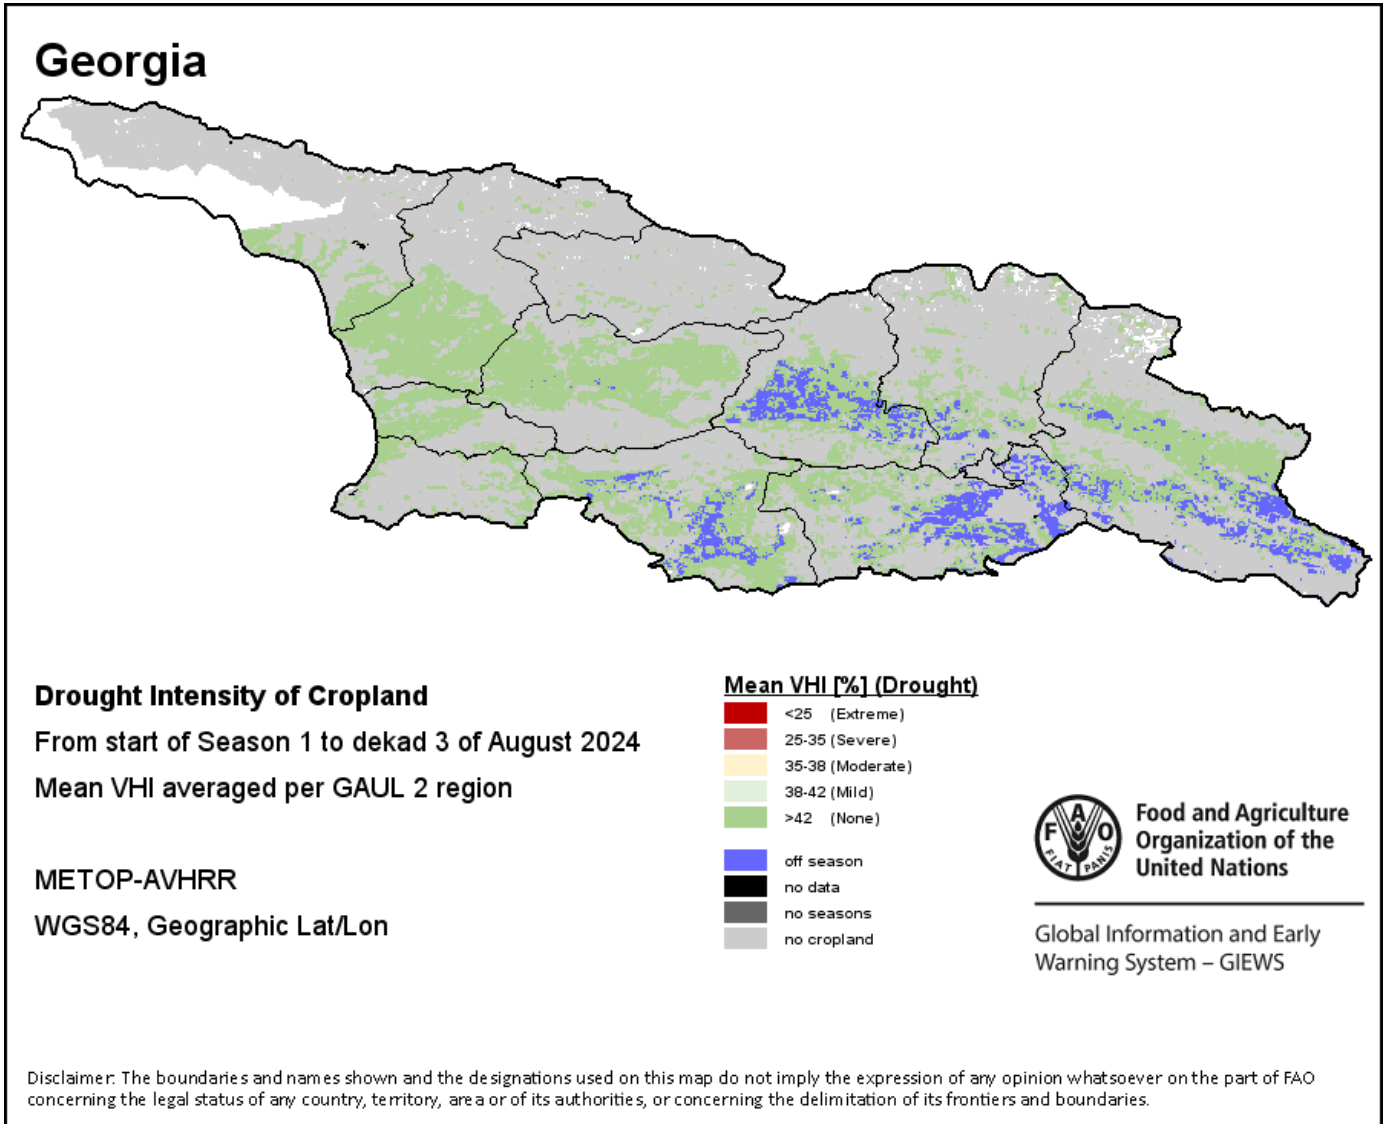 Georgia
Drought Intensity of Cropland
From start of Season 1 to dekad 3 of August 2024
Mean VHI averaged per GAUL 2 region
METOP-AVHRR
WGS84, Geographic Lat/Lon
Mean VHI [%] (Drought)
<25 (Extreme)
25-35 (Severe)
35-38 (Moderate)
38-42 (Mild)
>42 (None)
off season
no data
no seasons
no cropland
F A O
FIAT PANIS
Food and Agriculture
Organization of the
United Nations
Global Information and Early
Warning System – GIEWS
Disclaimer: The boundaries and names shown and the designations used on this map do not imply the expression of any opinion whatsoever on the part of FAO
concerning the legal status of any country, territory, area or of its authorities, or concerning the delimitation of its frontiers and boundaries.